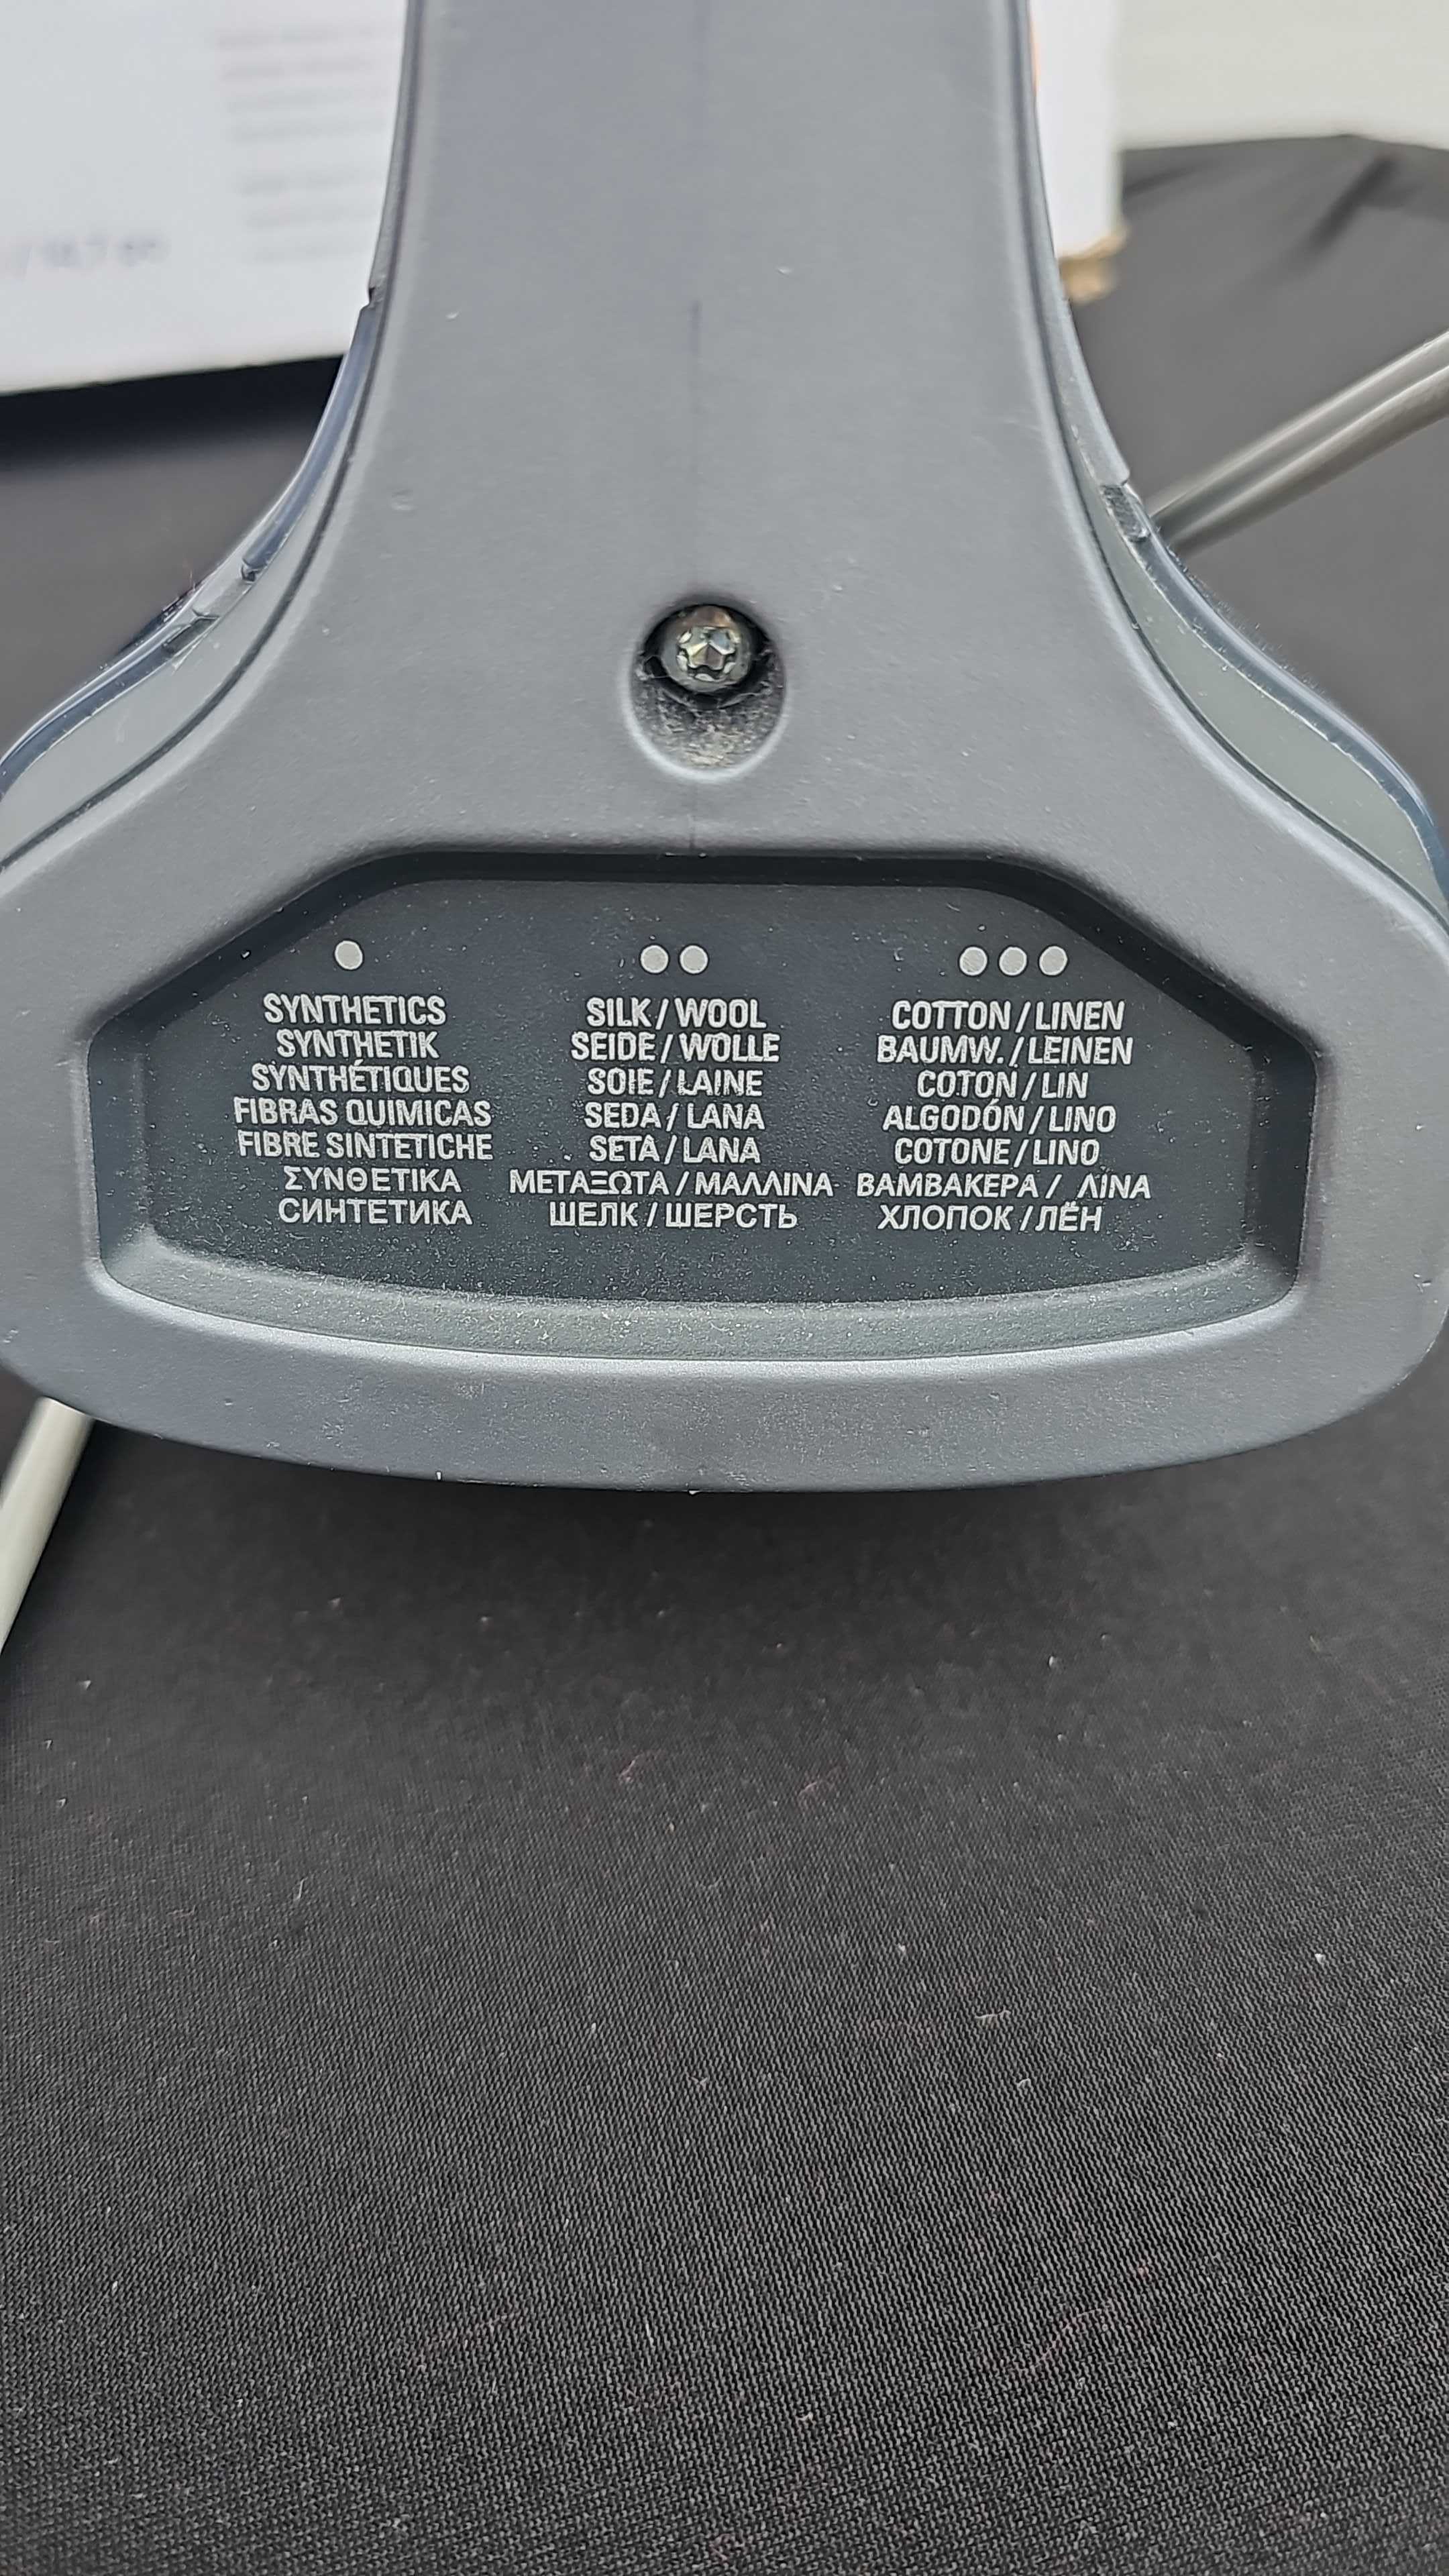 ● ●● ●●●
SYNTHETICS
SYNTHETIK
SYNTHÉTIQUES
FIBRAS QUIMICAS
FIBRE SINTETICHE
ΣΥΝΘΕΤΙΚΑ
СИНТЕТИКА
SILK / WOOL
SEIDE / WOLLE
SOIE / LAINE
SEDA / LANA
SETA / LANA
ΜΕΤΑΞΩΤΑ / ΜΑΛΛΙΝΑ
ШЕЛК / ШЕРСТЬ
COTTON / LINEN
BAUMW. / LEINEN
COTON / LIN
ALGODÓN / LINO
COTONE / LINO
ΒΑΜΒΑΚΕΡΑ / ΛΙΝΑ
ХЛОПОК / ЛЁН